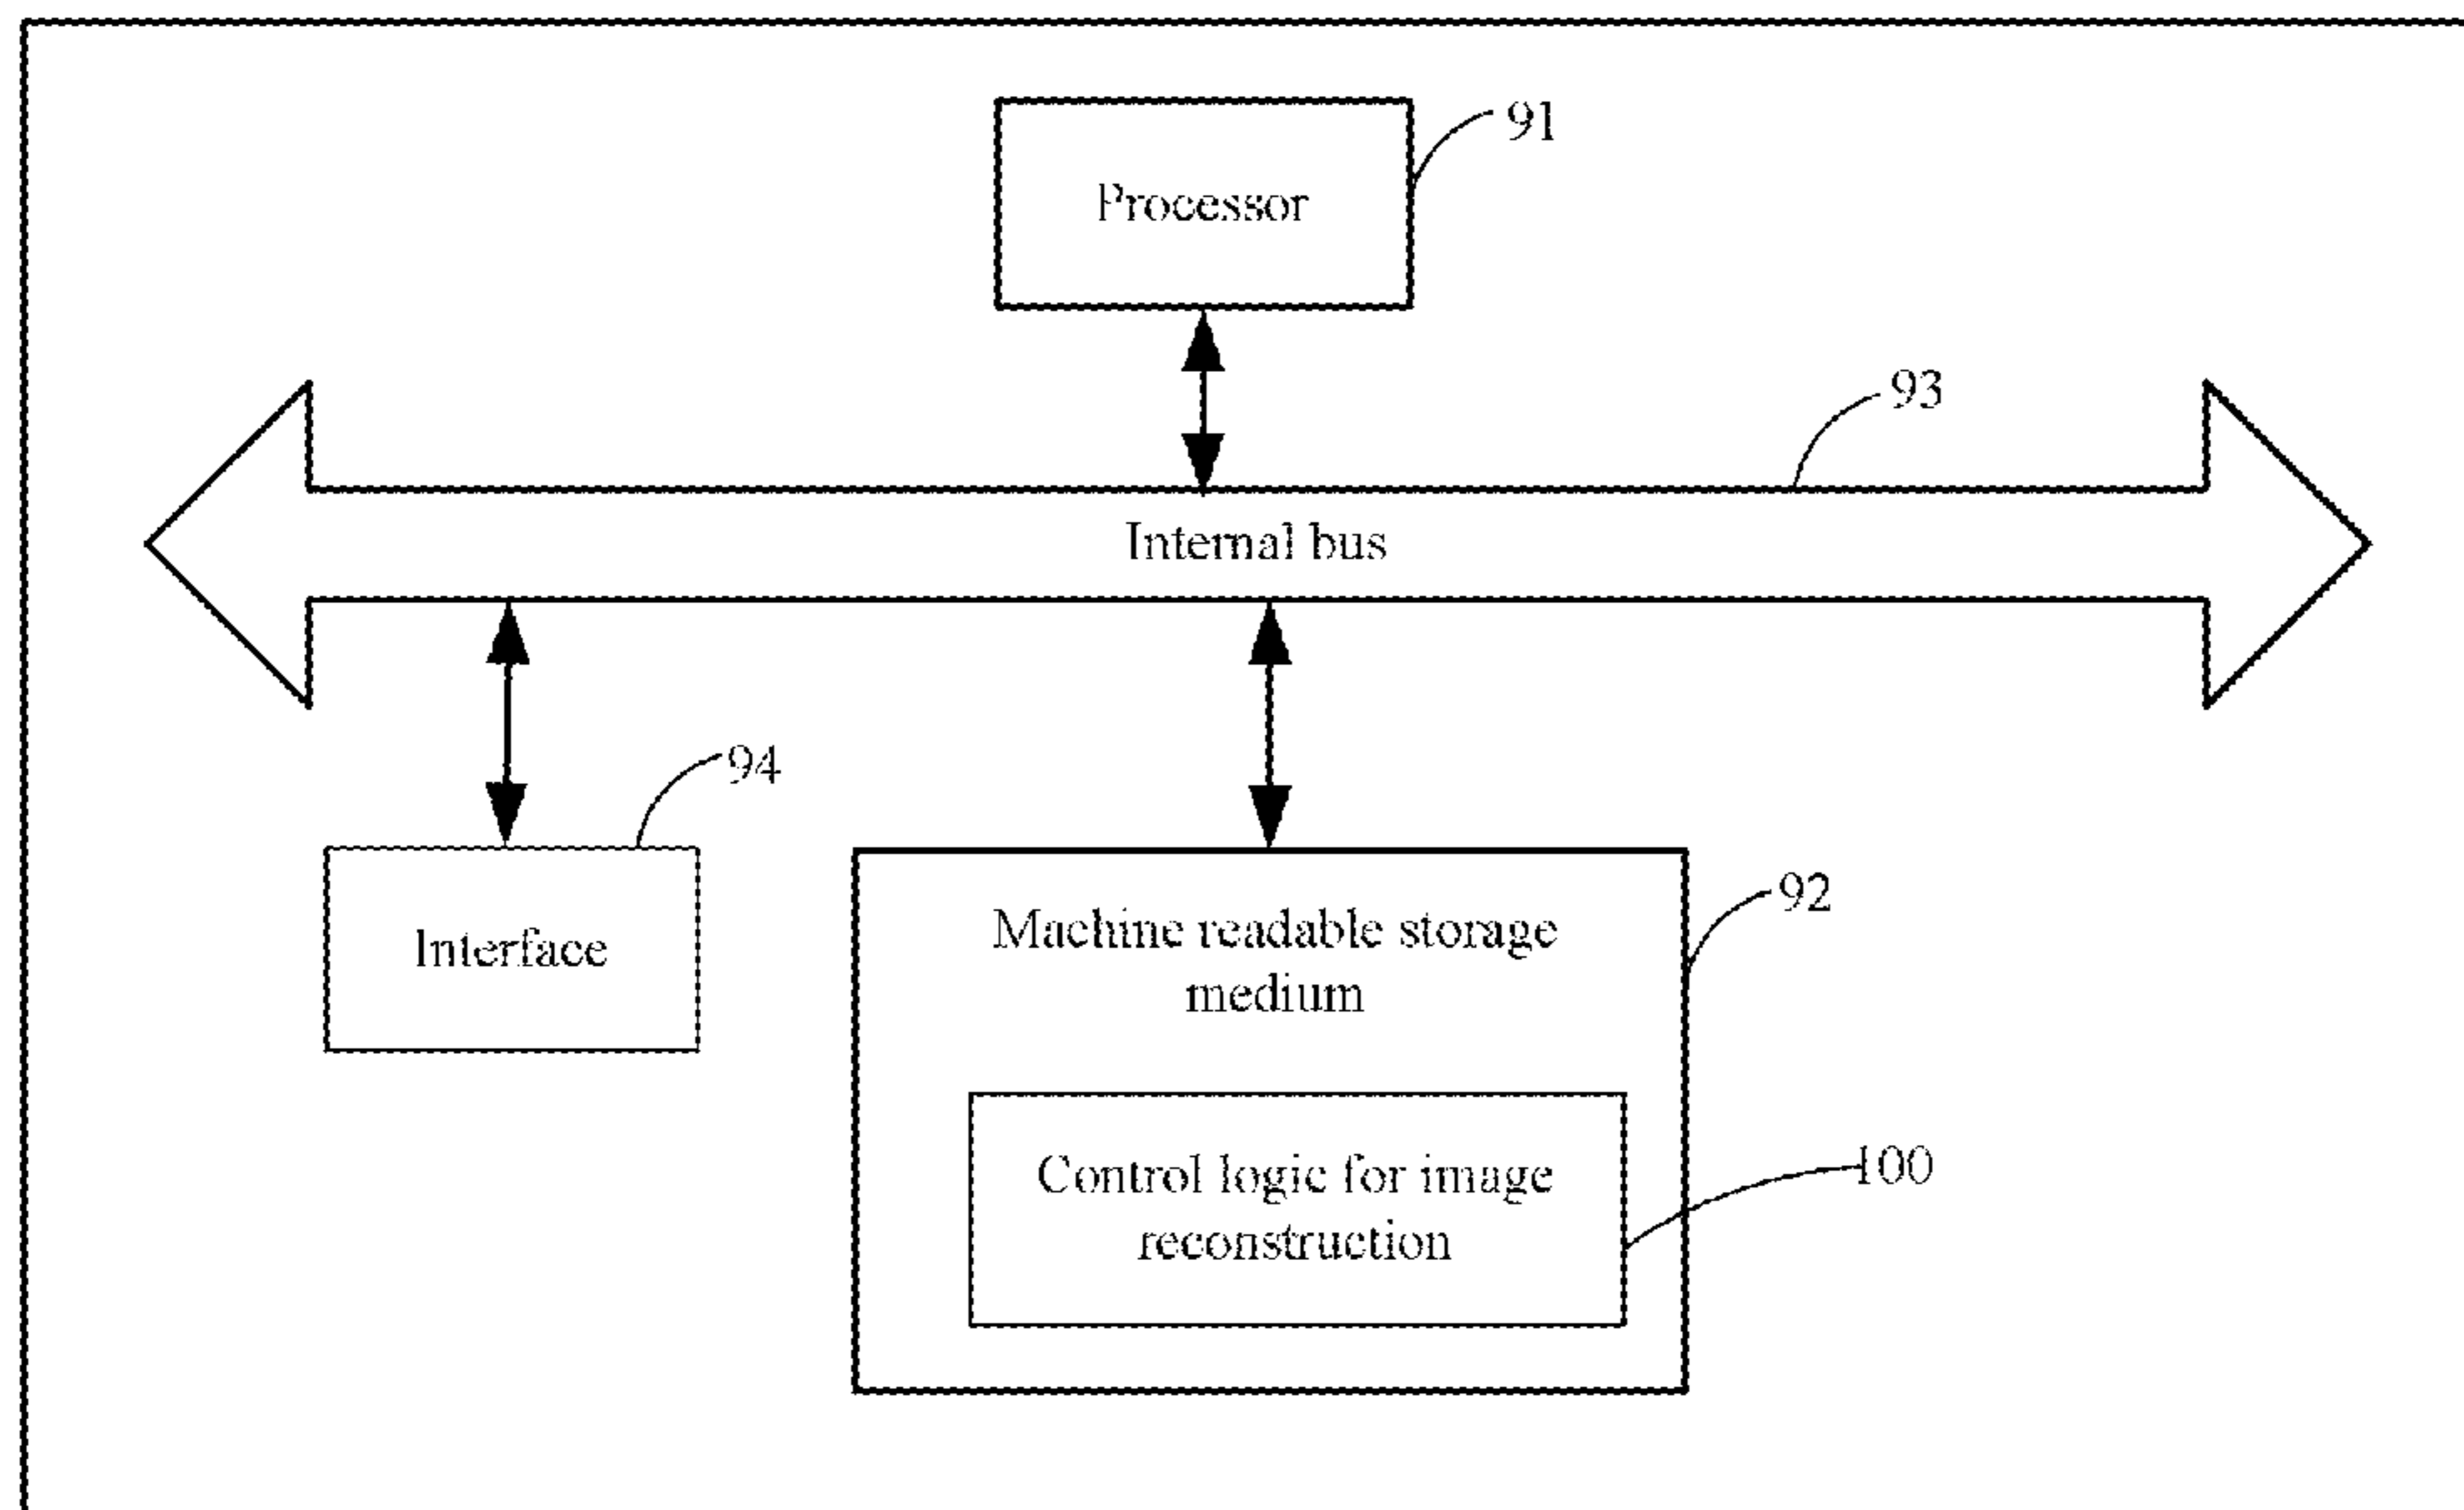 91
Processor
93
Internal bus
94
Interface
92
Machine readable storage
medium
Control logic for image
reconstruction
100